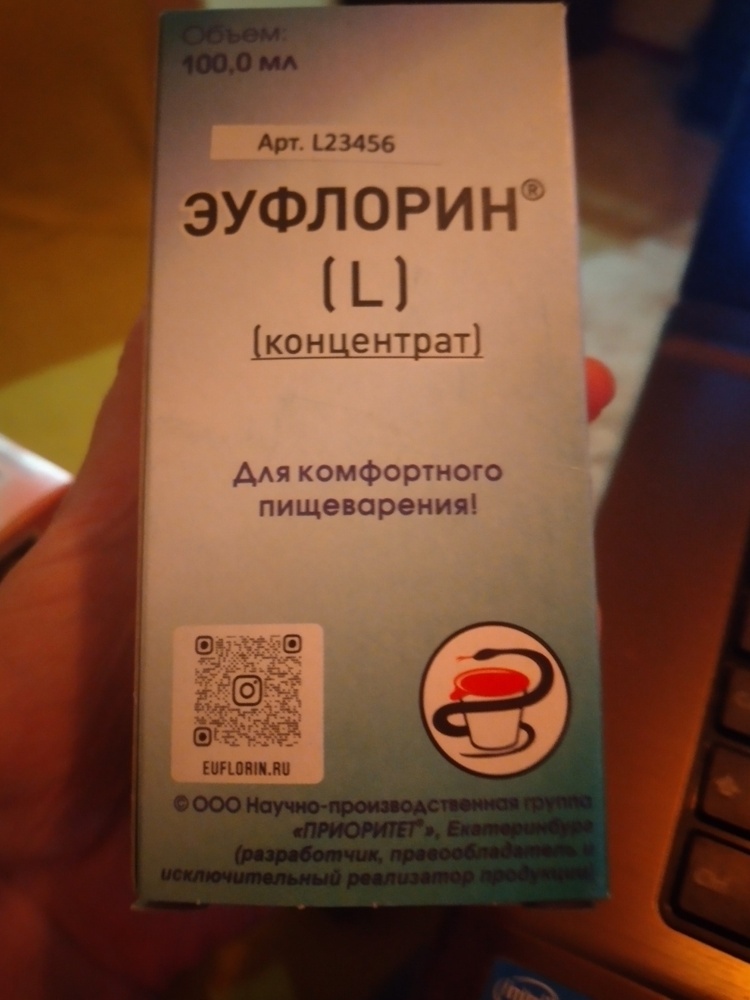 Объем:
100,0 мл
Арт. L23456
ЭУФЛОРИН®
(L)
(концентрат)
Для комфортного
пищеварения!
EUFLORIN.RU
© ООО Научно-производственная группа
«ПРИОРИТЕТ®», Екатеринбург
(разработчик, правообладатель и
исключительный реализатор продукции)